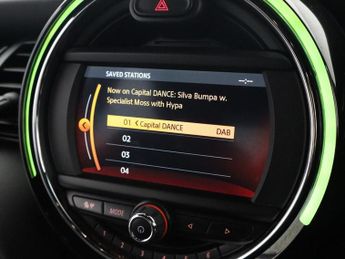 SAVED STATIONS
--:--
Now on Capital DANCE: Silva Bumpa w.
Specialist Moss with Hypa
01 Capital DANCE DAB
02
03
04
MODE